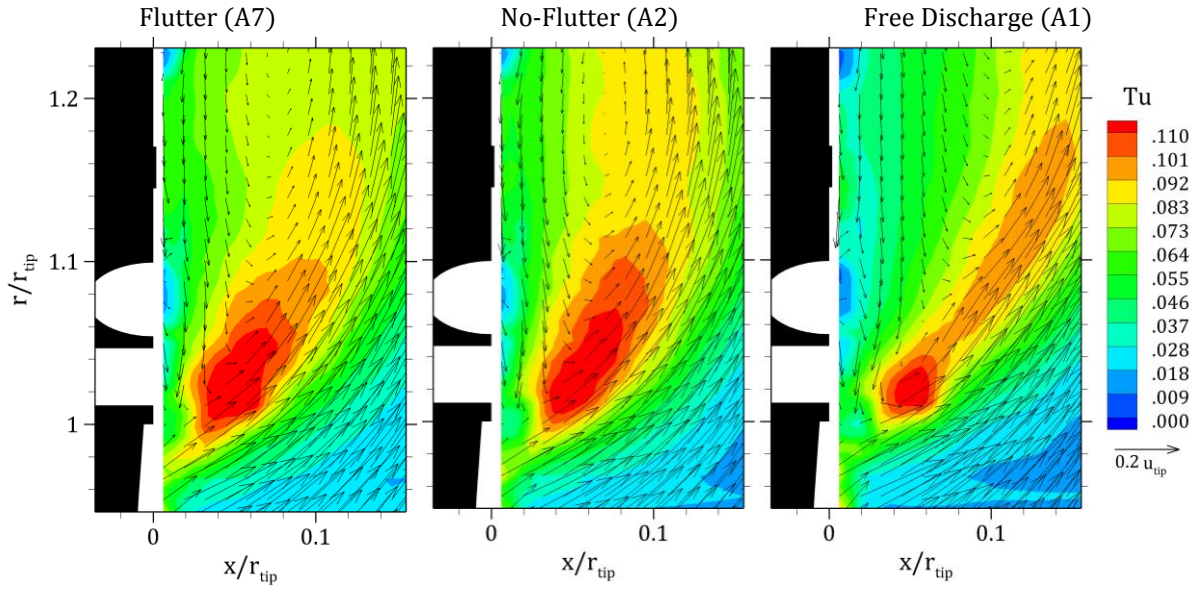 Flutter (A7)
No-Flutter (A2)
Free Discharge (A1)
1.2
1.1
1
r/r_tip
0
0.1
x/r_tip
0
0.1
x/r_tip
0
0.1
x/r_tip
Tu
.110
.101
.092
.083
.073
.064
.055
.046
.037
.028
.018
.009
.000
0.2 u_tip